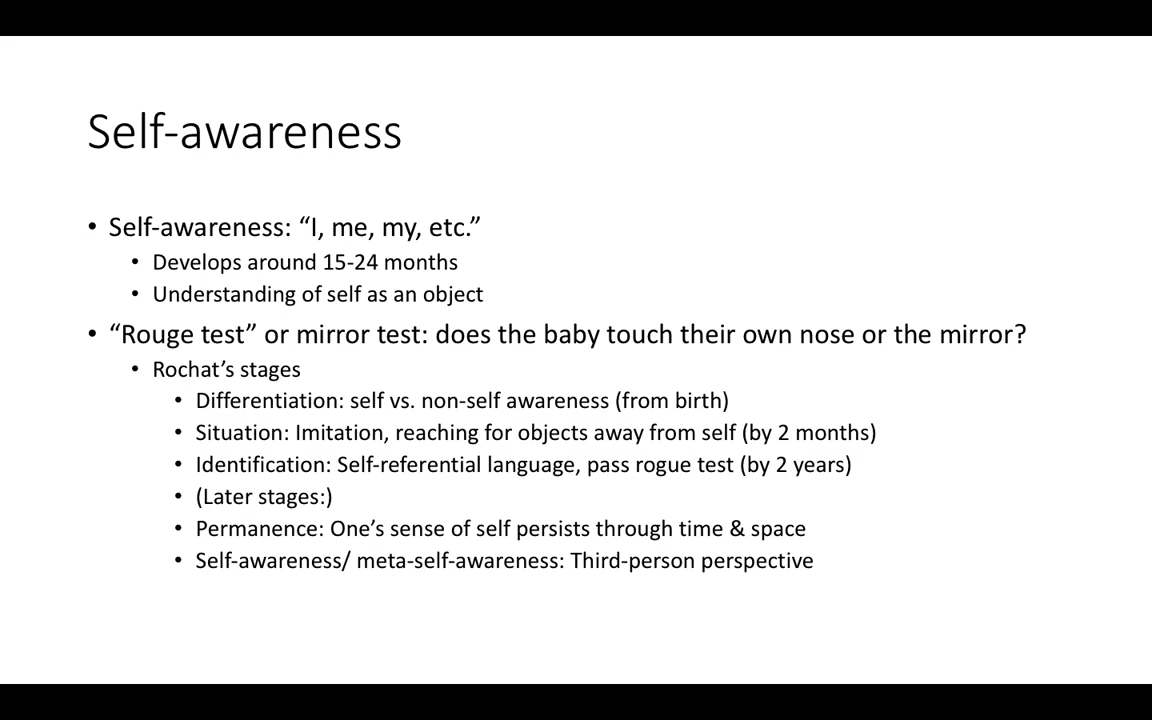 Self-awareness
• Self-awareness: “I, me, my, etc.”
• Develops around 15-24 months
• Understanding of self as an object
• “Rouge test” or mirror test: does the baby touch their own nose or the mirror?
• Rochat’s stages
• Differentiation: self vs. non-self awareness (from birth)
• Situation: Imitation, reaching for objects away from self (by 2 months)
• Identification: Self-referential language, pass rogue test (by 2 years)
• (Later stages:)
• Permanence: One’s sense of self persists through time & space
• Self-awareness/ meta-self-awareness: Third-person perspective